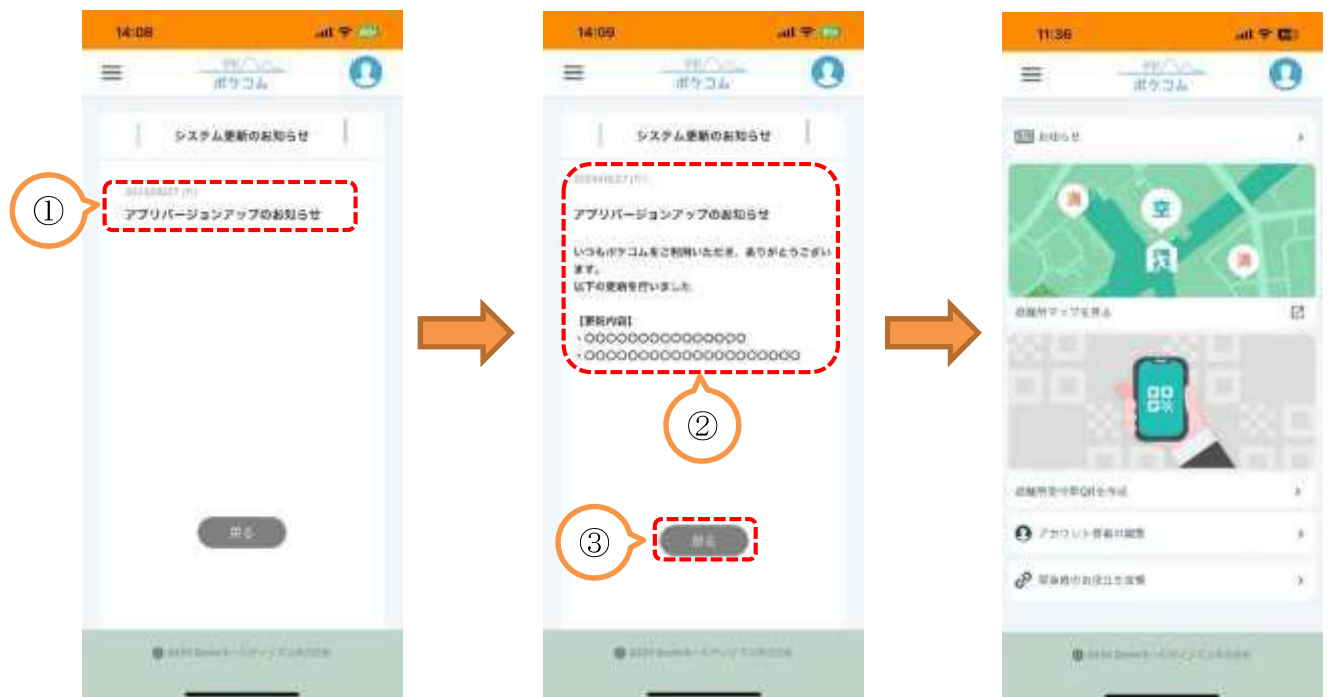 14:08
ポケコム
システム更新のお知らせ
①
アプリバージョンアップのお知らせ
戻る
14:09
ポケコム
システム更新のお知らせ
アプリバージョンアップのお知らせ
いつもポケコムをご利用いただき、ありがとうござい
ます。
以下の更新を行いました
【更新内容】
・〇〇〇〇〇〇〇〇〇〇〇〇〇〇〇
・〇〇〇〇〇〇〇〇〇〇〇〇〇〇〇〇〇〇〇〇
②
③
戻る
11:36
ポケコム
お知らせ
満
空
満
避難所マップを見る
避難所受付用QRを作成
アカウント情報の閲覧
緊急時のお役立ち情報